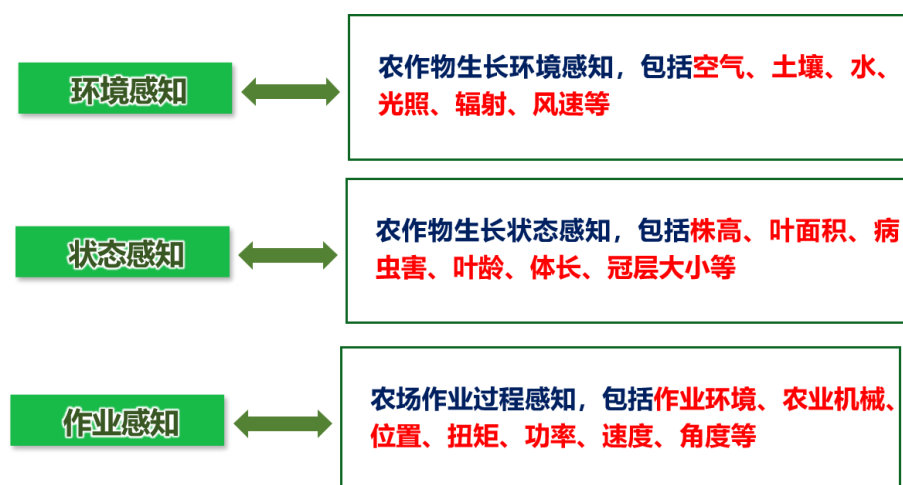 环境感知
农作物生长环境感知，包括空气、土壤、水、
光照、辐射、风速等
状态感知
农作物生长状态感知，包括株高、叶面积、病
虫害、叶龄、体长、冠层大小等
作业感知
农场作业过程感知，包括作业环境、农业机械、
位置、扭矩、功率、速度、角度等